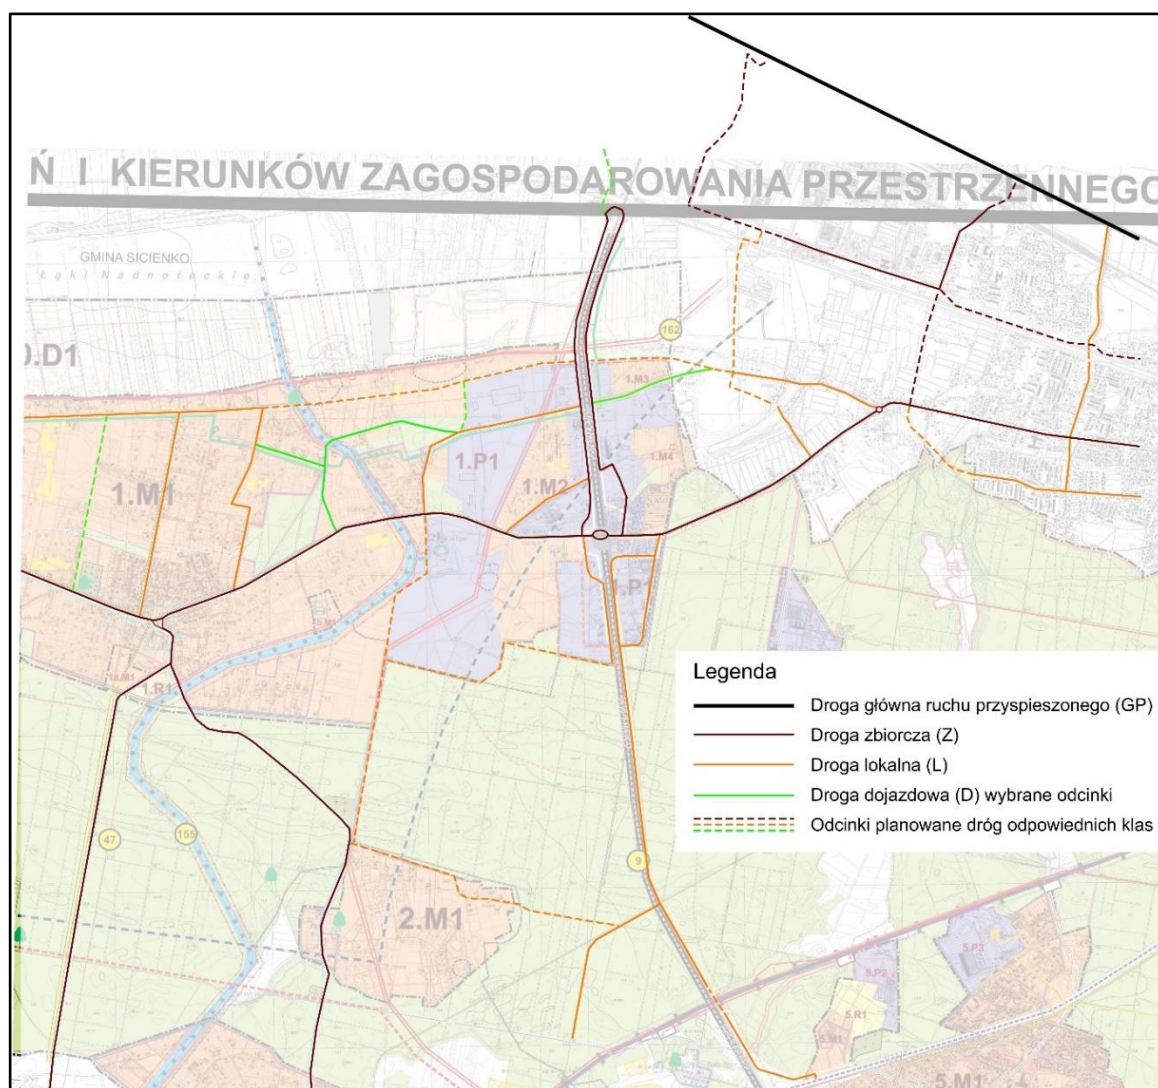 Ń I KIERUNKÓW ZAGOSPODAROWANIA PRZESTRZENNEGO
GMINA SICIENKO
Łąki Nadnoteckie
162
0.D1
1.M3
1.P1
1.M4
1.M2
1.M1
1.P1
1.R1
47
155
9
2.M1
5.P3
5.P2
5.R1
5.M1
5.M1
Legenda
Droga główna ruchu przyspieszonego (GP)
Droga zbiorcza (Z)
Droga lokalna (L)
Droga dojazdowa (D) wybrane odcinki
Odcinki planowane dróg odpowiednich klas